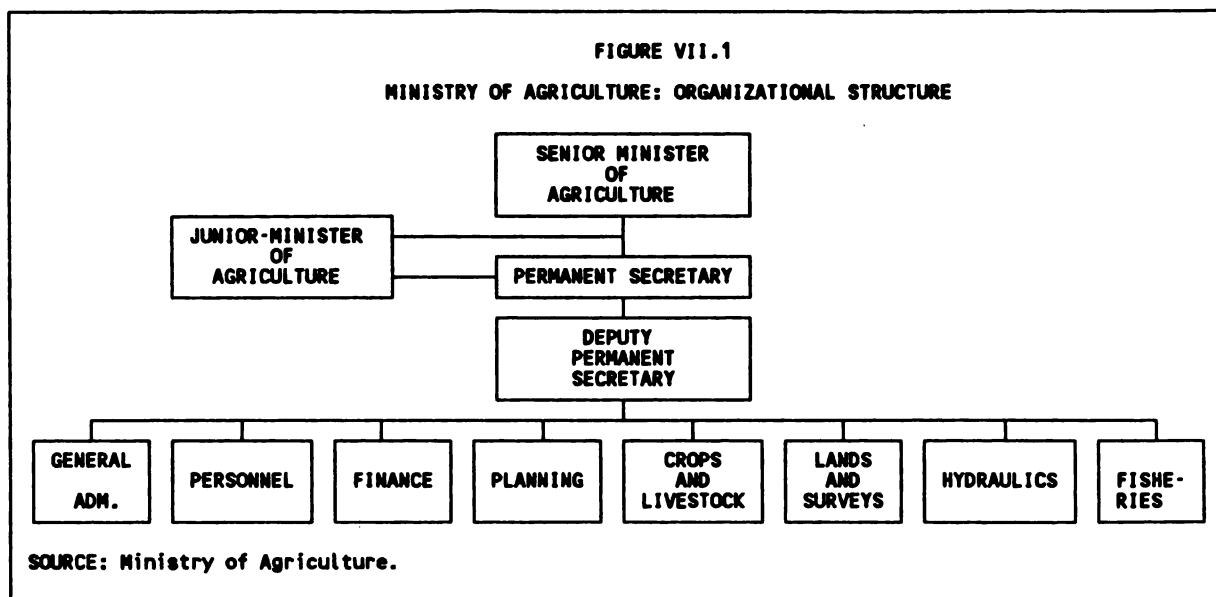 FIGURE VII.1
MINISTRY OF AGRICULTURE: ORGANIZATIONAL STRUCTURE
SENIOR MINISTER
OF
AGRICULTURE
JUNIOR-MINISTER
OF
AGRICULTURE
PERMANENT SECRETARY
DEPUTY
PERMANENT
SECRETARY
GENERAL
ADM.
PERSONNEL
FINANCE
PLANNING
CROPS
AND
LIVESTOCK
LANDS
AND
SURVEYS
HYDRAULICS
FISHE-
RIES
SOURCE: Ministry of Agriculture.